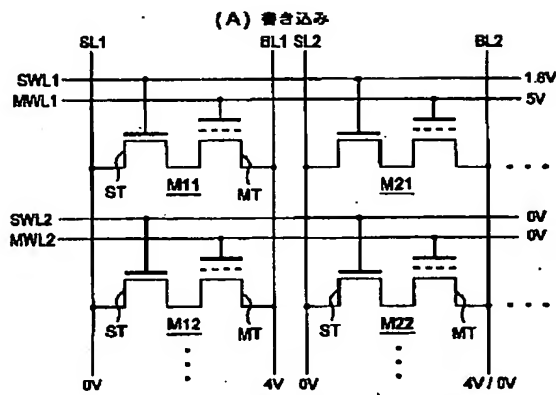 (A) 書き込み
SL1 BL1 SL2 BL2
SWL1 1.8V
MWL1 5V
ST M11 MT M21
SWL2 0V
MWL2 0V
ST M12 MT ST M22 MT
0V 4V 0V 4V / 0V